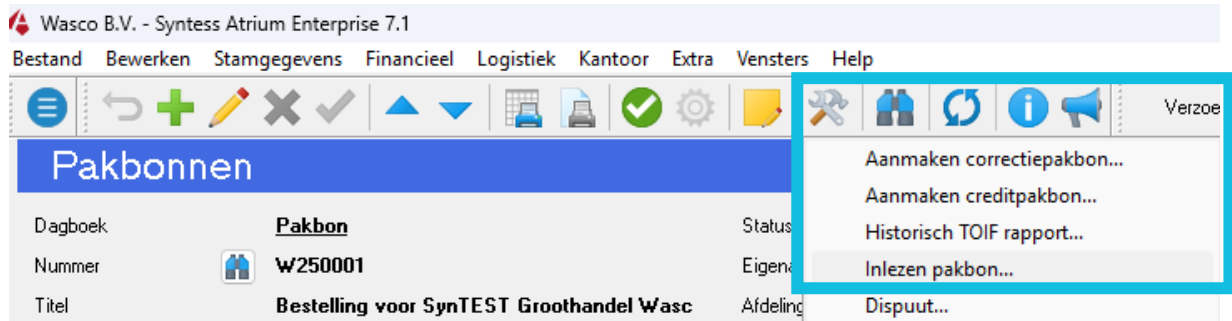 Wasco B.V. - Syntess Atrium Enterprise 7.1
Bestand Bewerken Stamgegevens Financieel Logistiek Kantoor Extra Vensters Help
Verzoe
Pakbonnen
Aanmaken correctiepakbon...
Aanmaken creditpakbon...
Dagboek Pakbon Status
Historisch TOIF rapport...
Nummer W250001 Eigena
Inlezen pakbon...
Titel Bestelling voor SynTEST Groothandel Wasc Afdeling
Dispuut...